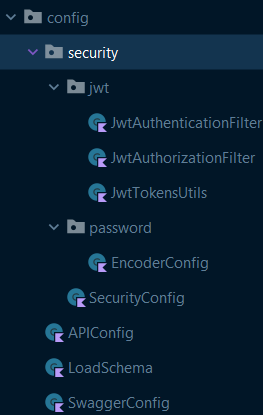 config
security
jwt
JwtAuthenticationFilter
JwtAuthorizationFilter
JwtTokensUtils
password
EncoderConfig
SecurityConfig
APIConfig
LoadSchema
SwaggerConfig